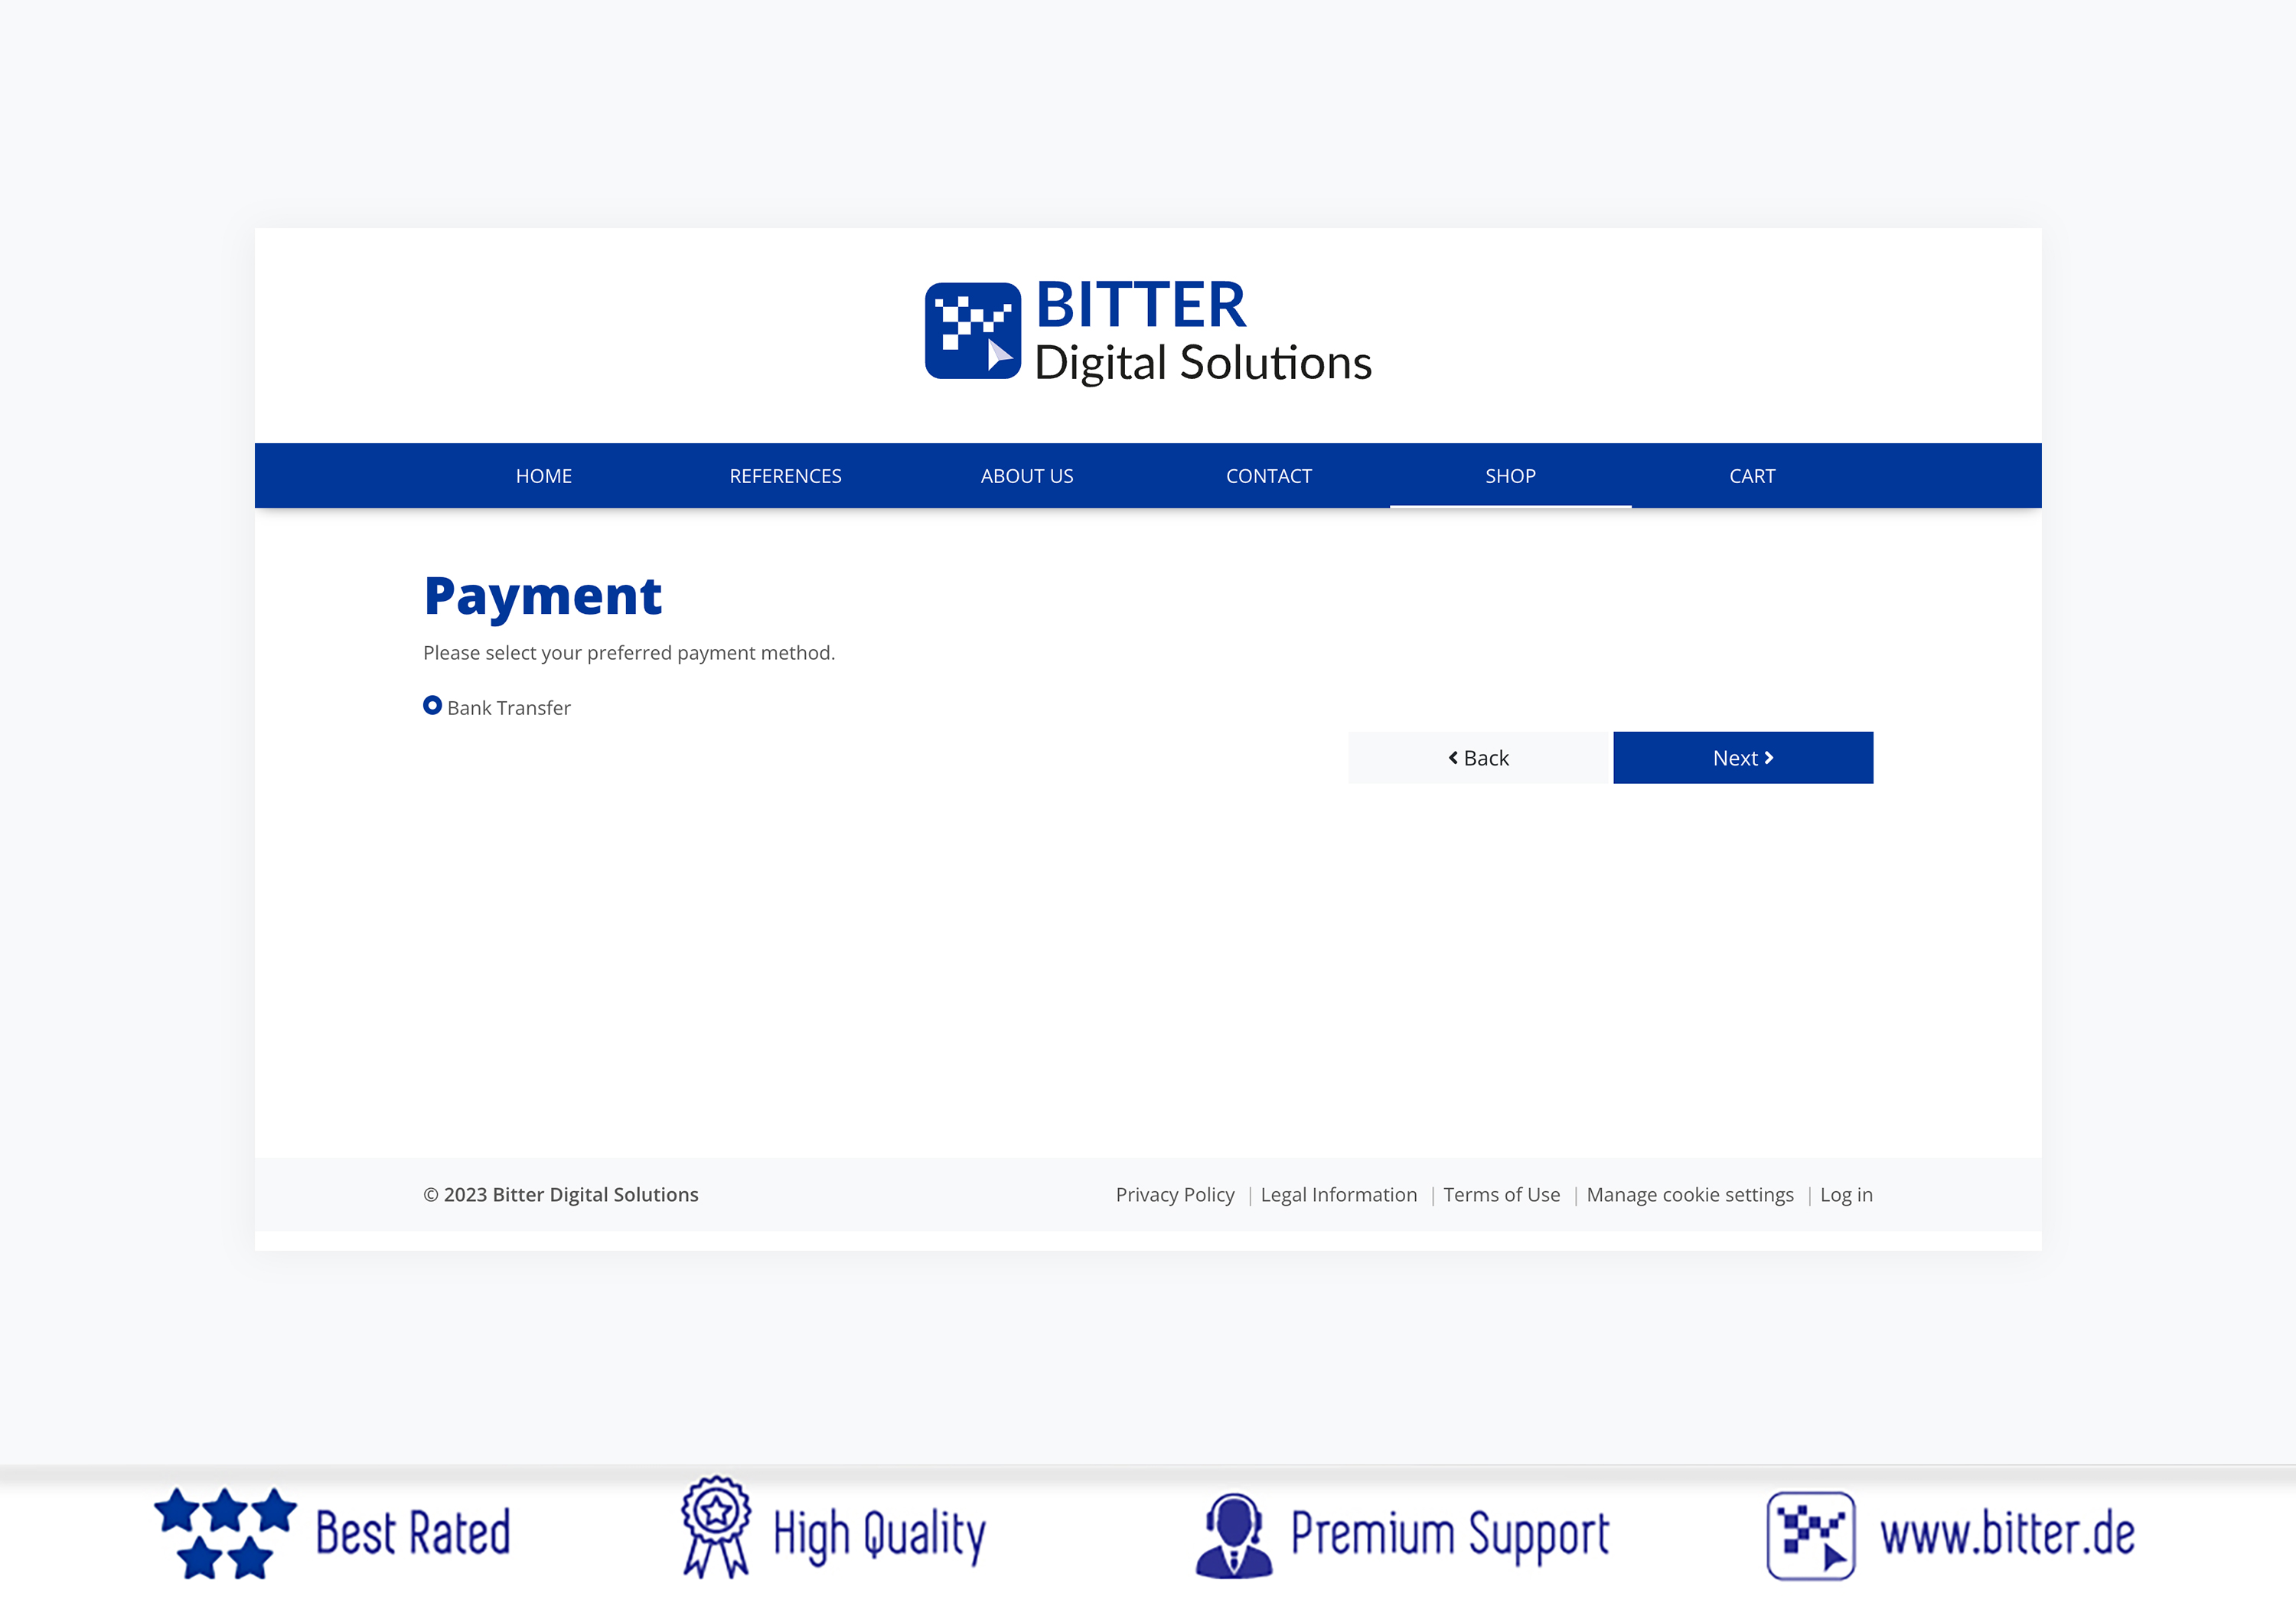 BITTER
Digital Solutions
HOME REFERENCES ABOUT US CONTACT SHOP CART
Payment
Please select your preferred payment method.
Bank Transfer
Back Next
© 2023 Bitter Digital Solutions Privacy Policy | Legal Information | Terms of Use | Manage cookie settings | Log in
Best Rated High Quality Premium Support www.bitter.de